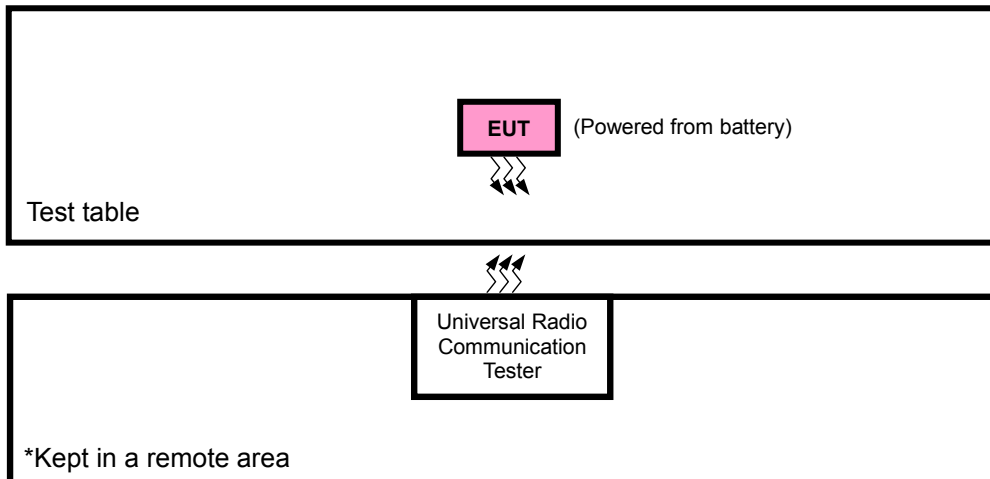 EUT
(Powered from battery)
Test table
Universal Radio
Communication
Tester
*Kept in a remote area